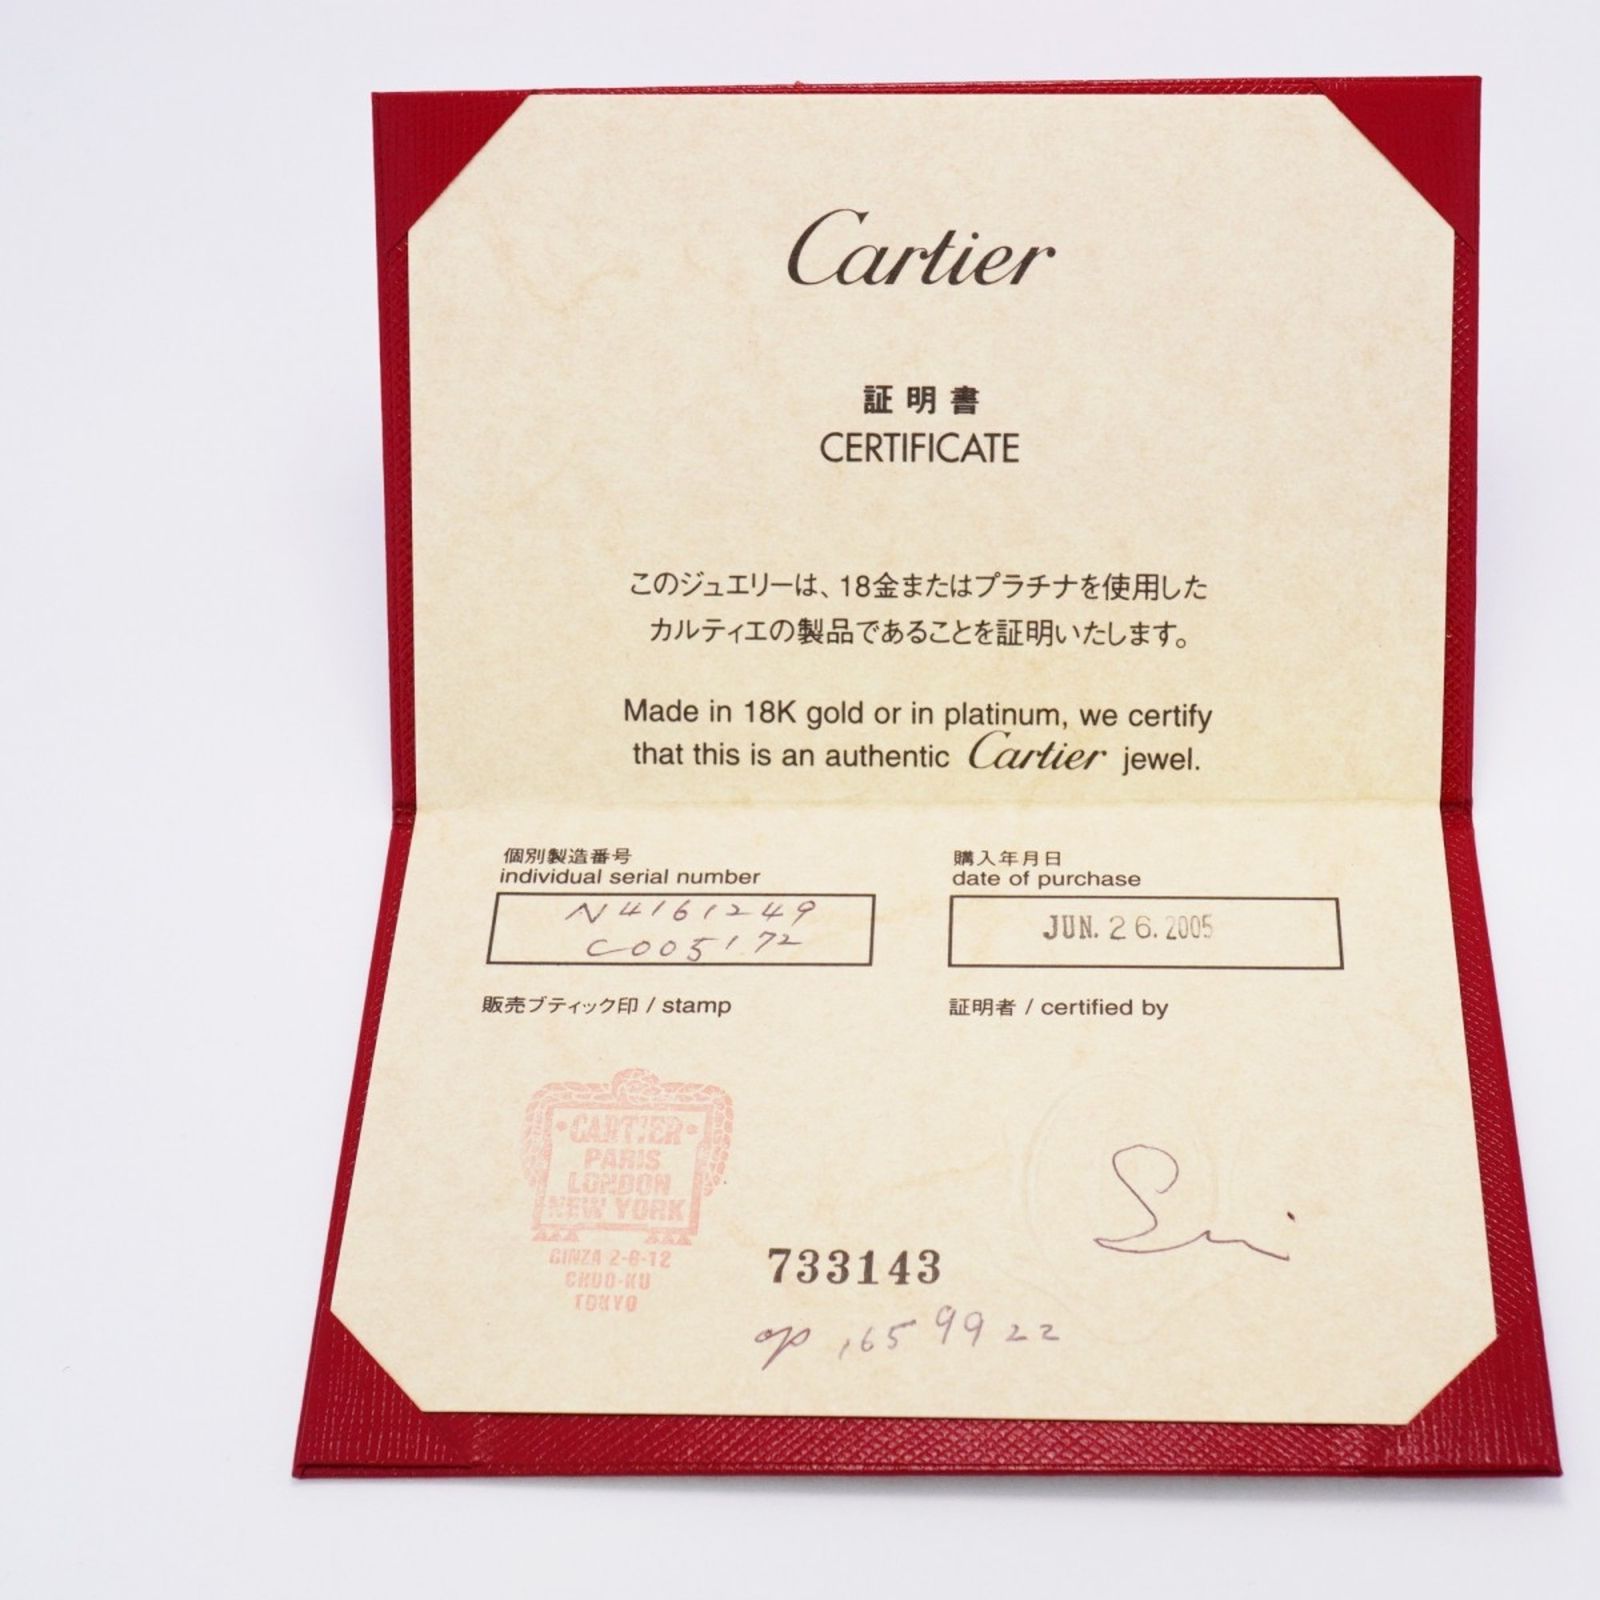 Cartier
証明書
CERTIFICATE
このジュエリーは、18金またはプラチナを使用した
カルティエの製品であることを証明いたします。
Made in 18K gold or in platinum, we certify
that this is an authentic Cartier jewel.
個別製造番号
individual serial number
N4161249
C005172
購入年月日
date of purchase
JUN. 26. 2005
販売ブティック印 / stamp
証明者 / certified by
CARTIER
PARIS
LONDON
NEW YORK
GINZA 2-6-12
CHUO-KU
TOKYO
733143
op 1659922